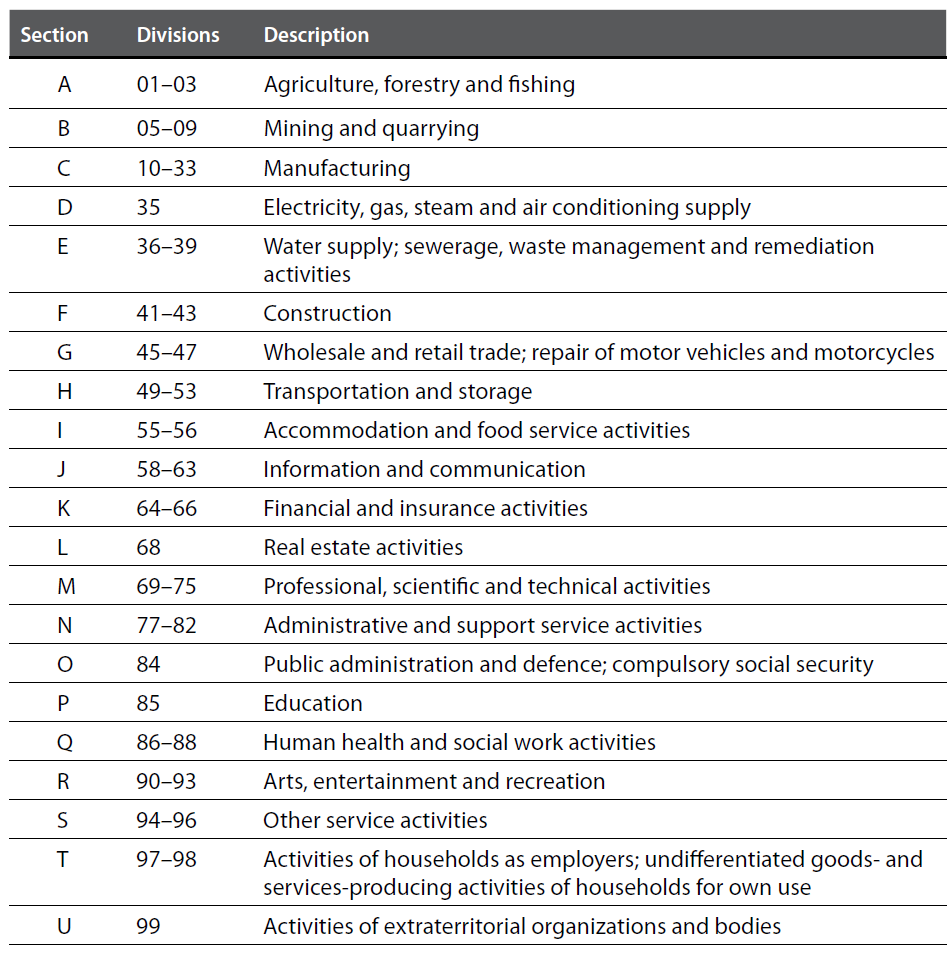 Section Divisions Description
A 01–03 Agriculture, forestry and fishing
B 05–09 Mining and quarrying
C 10–33 Manufacturing
D 35 Electricity, gas, steam and air conditioning supply
E 36–39 Water supply; sewerage, waste management and remediation
activities
F 41–43 Construction
G 45–47 Wholesale and retail trade; repair of motor vehicles and motorcycles
H 49–53 Transportation and storage
I 55–56 Accommodation and food service activities
J 58–63 Information and communication
K 64–66 Financial and insurance activities
L 68 Real estate activities
M 69–75 Professional, scientific and technical activities
N 77–82 Administrative and support service activities
O 84 Public administration and defence; compulsory social security
P 85 Education
Q 86–88 Human health and social work activities
R 90–93 Arts, entertainment and recreation
S 94–96 Other service activities
T 97–98 Activities of households as employers; undifferentiated goods- and
services-producing activities of households for own use
U 99 Activities of extraterritorial organizations and bodies